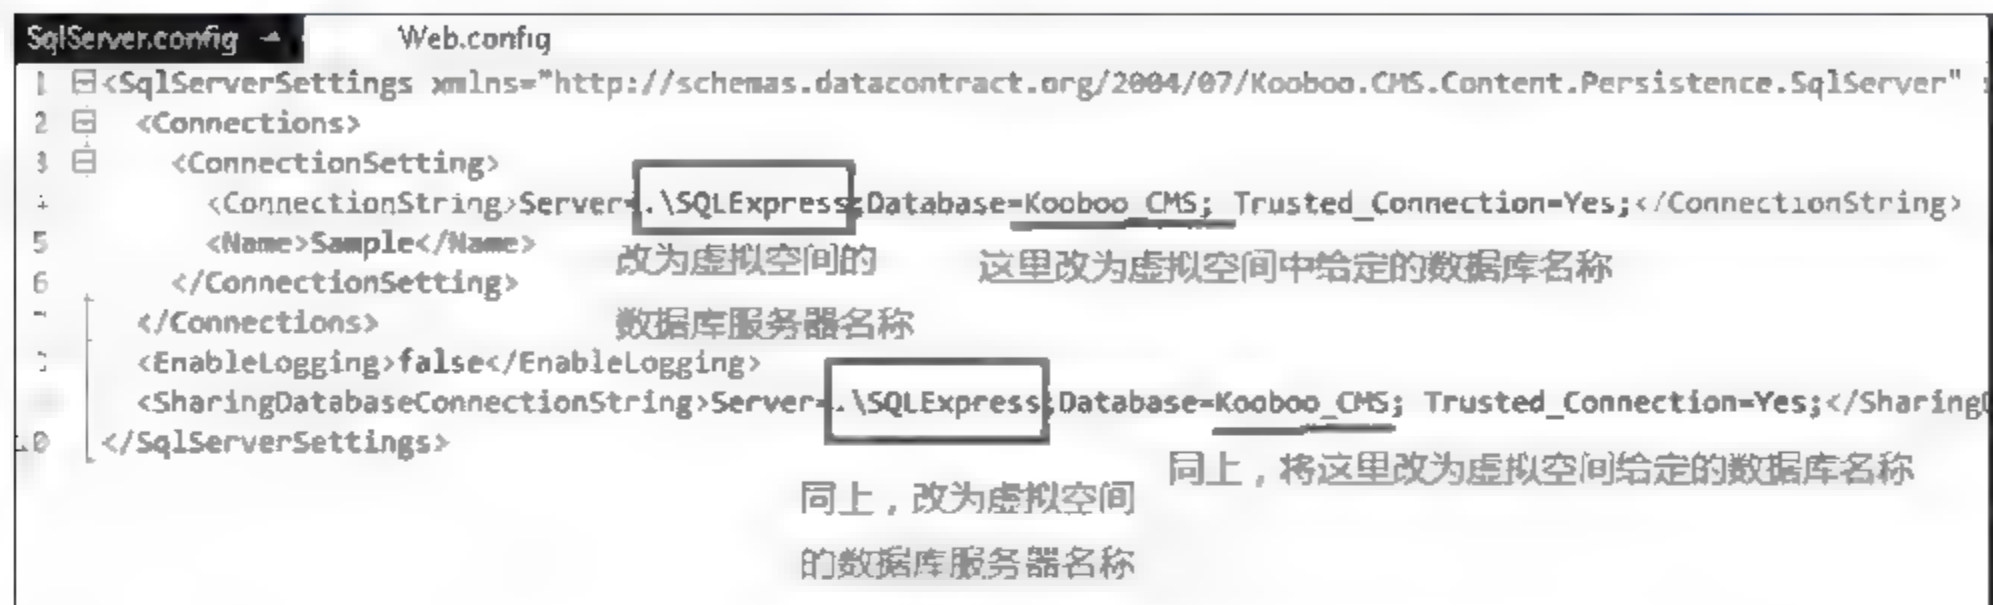 SqlServer.config Web.config
1 <SqlServerSettings xmlns="http://schemas.datacontract.org/2004/07/Kooboo.CMS.Content.Persistence.SqlServer"
2 <Connections>
3 <ConnectionSetting>
<ConnectionString>Server=.\SQLExpress;Database=Kooboo_CMS; Trusted_Connection=Yes;</ConnectionString>
5 <Name>Sample</Name>
改为虚拟空间的 这里改为虚拟空间中给定的数据库名称
6 </ConnectionSetting>
</Connections>
数据库服务器名称
<EnableLogging>false</EnableLogging>
<SharingDatabaseConnectionString>Server=.\SQLExpress;Database=Kooboo_CMS; Trusted_Connection=Yes;</Sharing
10 </SqlServerSettings>
同上，将这里改为虚拟空间给定的数据库名称
同上，改为虚拟空间
的数据库服务器名称